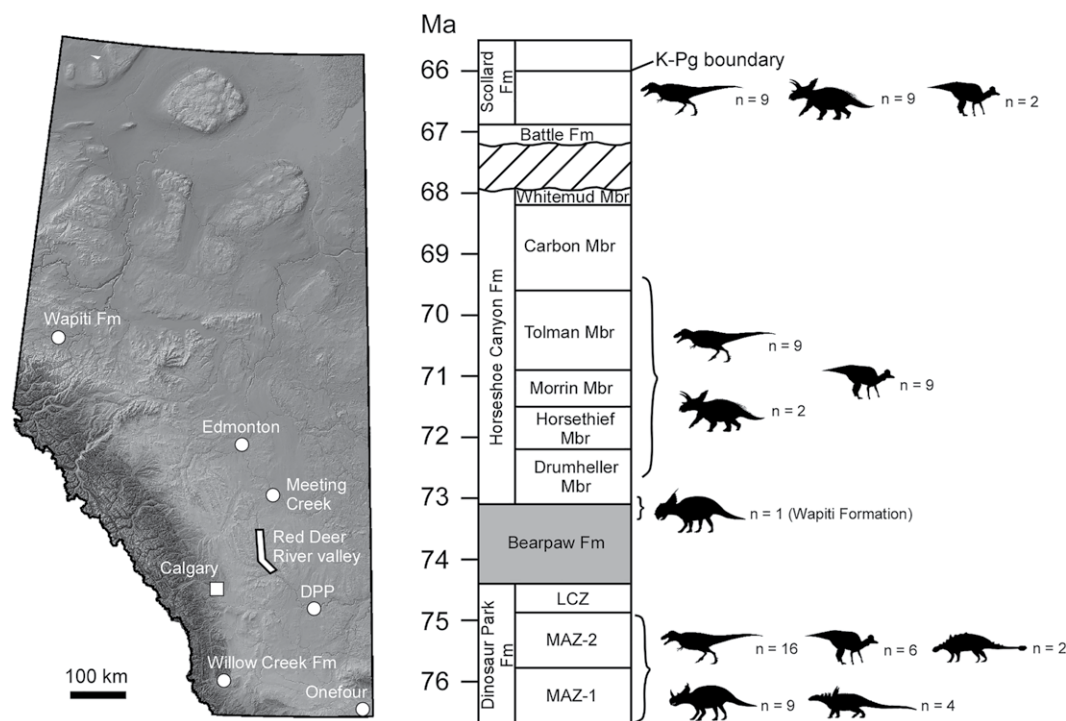 Wapiti Fm
Edmonton
Meeting
Creek
Red Deer
River valley
Calgary
DPP
Willow Creek Fm
Onefour
100 km
Ma
66
67
68
69
70
71
72
73
74
75
76
Scollard
Fm
Battle Fm
Horseshoe Canyon Fm
Whitemud Mbr
Carbon Mbr
Tolman Mbr
Morrin Mbr
Horsethief
Mbr
Drumheller
Mbr
Bearpaw Fm
Dinosaur Park
Fm
LCZ
MAZ-2
MAZ-1
K-Pg boundary
n = 9
n = 9
n = 2
n = 9
n = 9
n = 2
n = 1 (Wapiti Formation)
n = 16
n = 6
n = 2
n = 9
n = 4